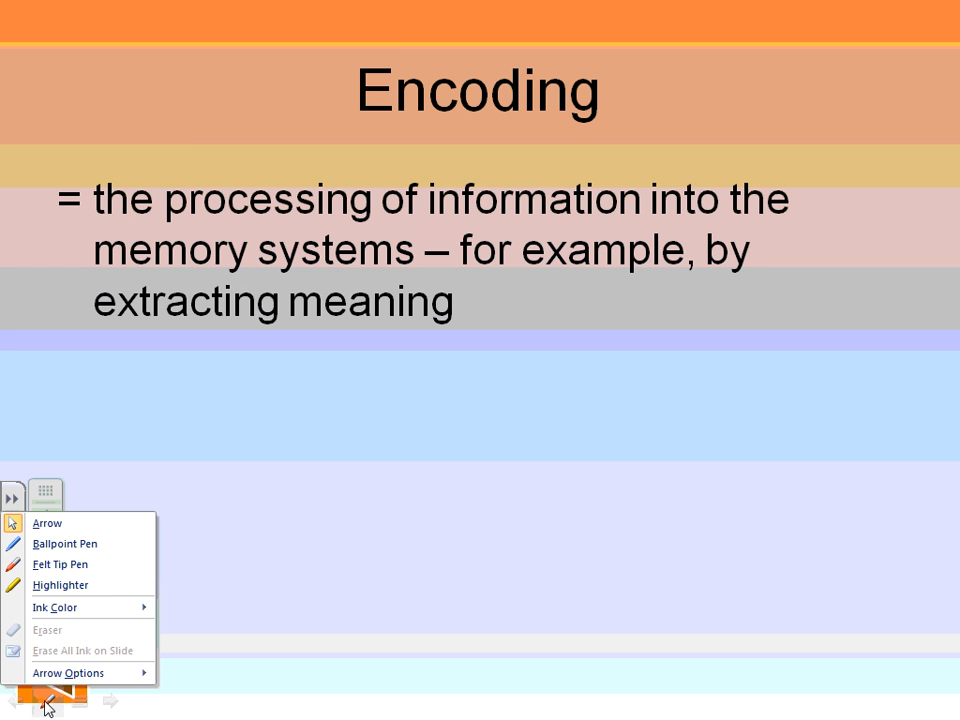 Encoding
= the processing of information into the
memory systems – for example, by
extracting meaning
Arrow
Ballpoint Pen
Felt Tip Pen
Highlighter
Ink Color
Eraser
Erase All Ink on Slide
Arrow Options